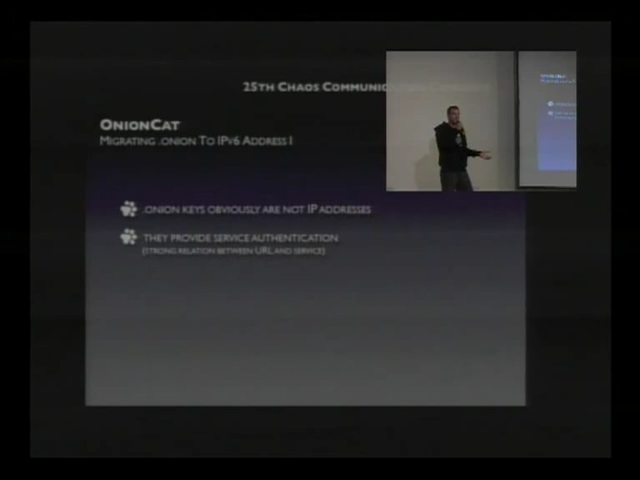 25TH CHAOS COMMUNICATION
ONIONCAT
MIGRATING .ONION TO IPV6 ADDRESS I
.ONION KEYS OBVIOUSLY ARE NOT IP ADDRESSES
THEY PROVIDE SERVICE AUTHENTICATION
(STRONG RELATION BETWEEN URL AND SERVICE)